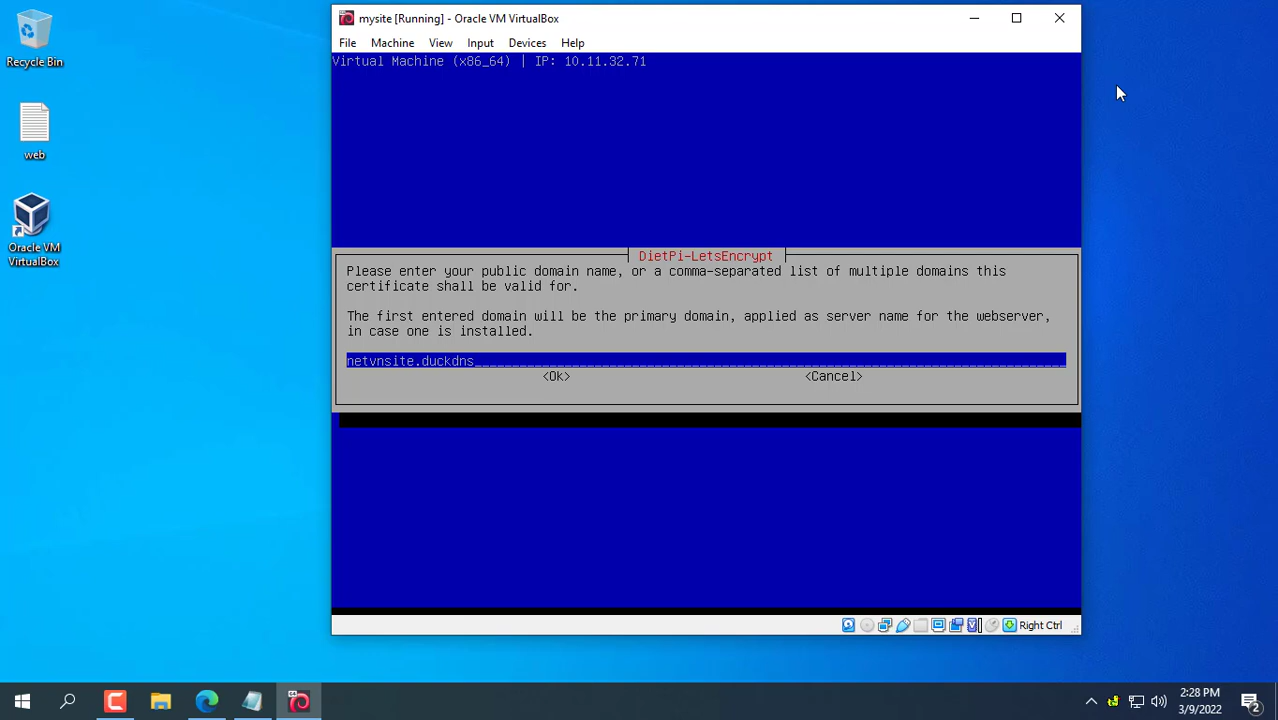 mysite [Running] - Oracle VM VirtualBox
File Machine View Input Devices Help
Virtual Machine (x86_64) | IP: 10.11.32.71
Recycle Bin
web
Oracle VM
VirtualBox
DietPi-LetsEncrypt
Please enter your public domain name, or a comma-separated list of multiple domains this
certificate shall be valid for.
The first entered domain will be the primary domain, applied as server name for the webserver,
in case one is installed.
netvnsite.duckdns
<Ok> <Cancel>
Right Ctrl
2:28 PM
3/9/2022
2